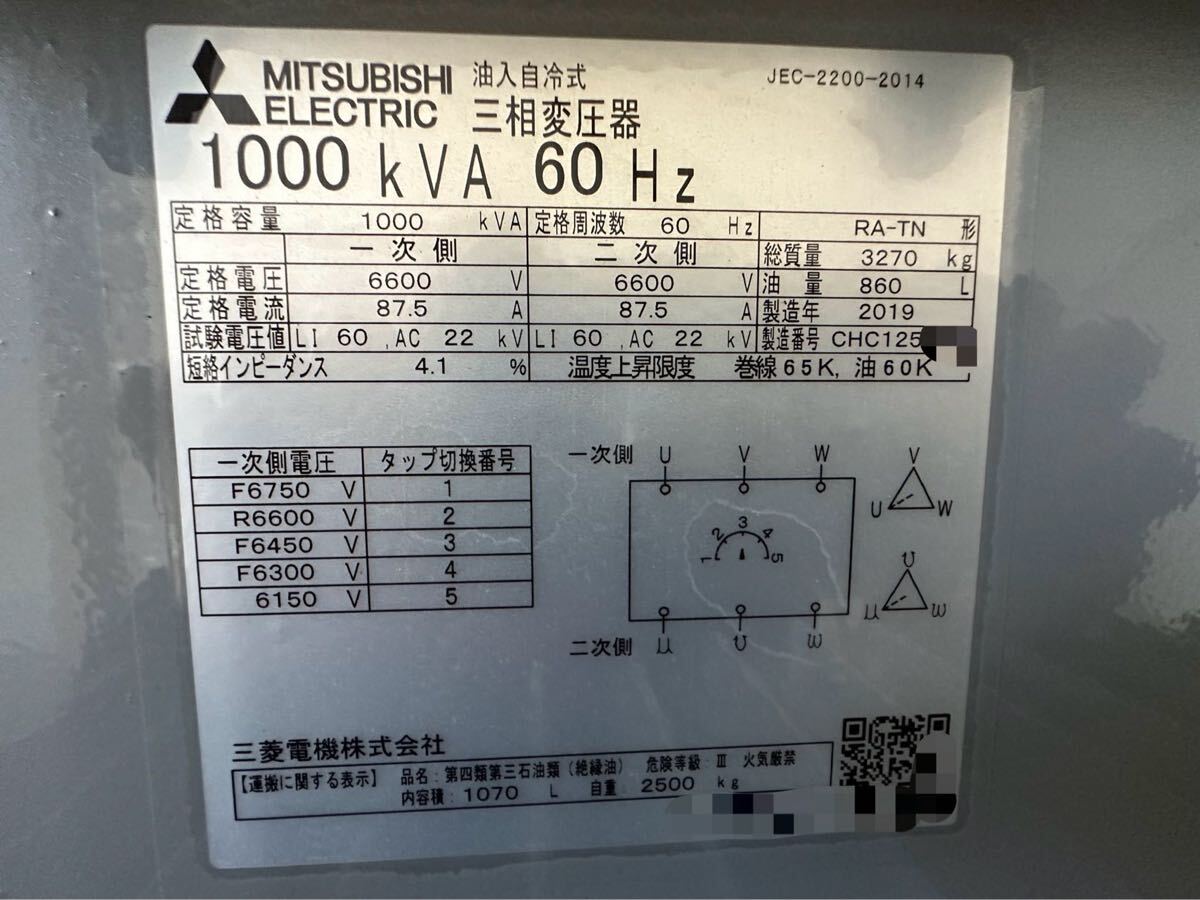 MITSUBISHI ELECTRIC 油入自冷式 三相変圧器
JEC-2200-2014
1000 kVA 60 Hz
定格容量 1000 kVA 定格周波数 60 Hz RA-TN 形
一次側 二次側 総質量 3270 kg
定格電圧 6600 V 6600 V 油量 860 L
定格電流 87.5 A 87.5 A 製造年 2019
試験電圧値 LI 60 ,AC 22 kV LI 60 ,AC 22 kV 製造番号 CHC125
短絡インピーダンス 4.1 % 温度上昇限度 巻線65K, 油60K
一次側電圧 タップ切換番号
F6750 V 1
R6600 V 2
F6450 V 3
F6300 V 4
6150 V 5
一次側 U V W
1 2 3 4 5
二次側 u v w
V
U W
v
u w
三菱電機株式会社
【運搬に関する表示】 品名:第四類第三石油類(絶縁油) 危険等級 Ⅲ 火気厳禁
内容積:1070 L 自重:2500 kg